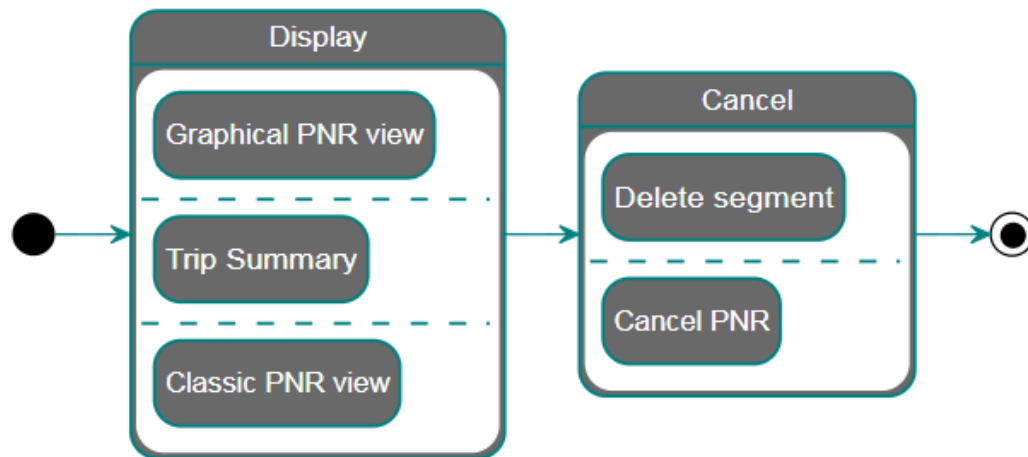 Display
Graphical PNR view
Trip Summary
Classic PNR view
Cancel
Delete segment
Cancel PNR